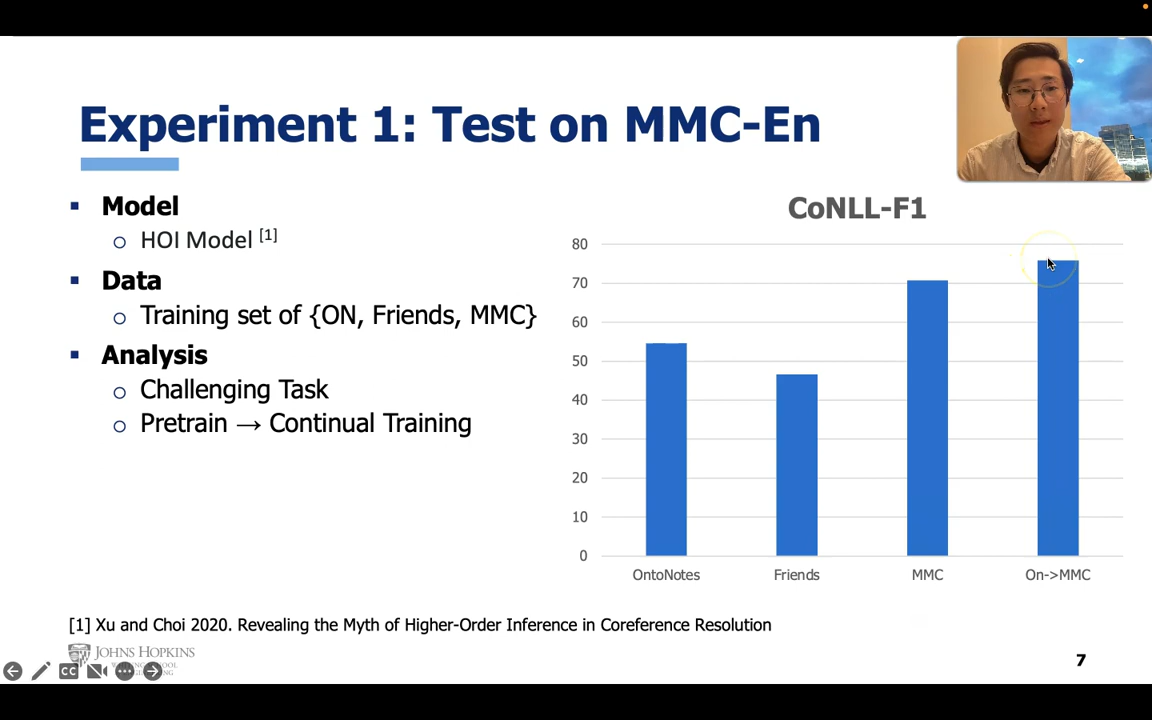 Experiment 1: Test on MMC-En
▪ Model
○ HOI Model [1]
▪ Data
○ Training set of {ON, Friends, MMC}
▪ Analysis
○ Challenging Task
○ Pretrain → Continual Training
CoNLL-F1
80
70
60
50
40
30
20
10
0
OntoNotes Friends MMC On->MMC
[1] Xu and Choi 2020. Revealing the Myth of Higher-Order Inference in Coreference Resolution
JOHNS HOPKINS
CC
7